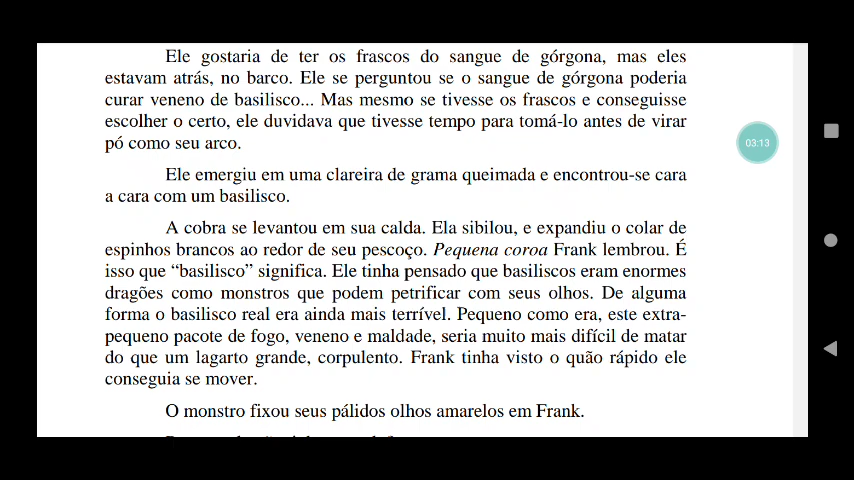 Ele gostaria de ter os frascos do sangue de górgona, mas eles
estavam atrás, no barco. Ele se perguntou se o sangue de górgona poderia
curar veneno de basilisco... Mas mesmo se tivesse os frascos e conseguisse
escolher o certo, ele duvidava que tivesse tempo para tomá-lo antes de virar
pó como seu arco.
03:13
Ele emergiu em uma clareira de grama queimada e encontrou-se cara
a cara com um basilisco.
A cobra se levantou em sua calda. Ela sibilou, e expandiu o colar de
espinhos brancos ao redor de seu pescoço. Pequena coroa Frank lembrou. É
isso que “basilisco” significa. Ele tinha pensado que basiliscos eram enormes
dragões como monstros que podem petrificar com seus olhos. De alguma
forma o basilisco real era ainda mais terrível. Pequeno como era, este extra-
pequeno pacote de fogo, veneno e maldade, seria muito mais difícil de matar
do que um lagarto grande, corpulento. Frank tinha visto o quão rápido ele
conseguia se mover.
O monstro fixou seus pálidos olhos amarelos em Frank.